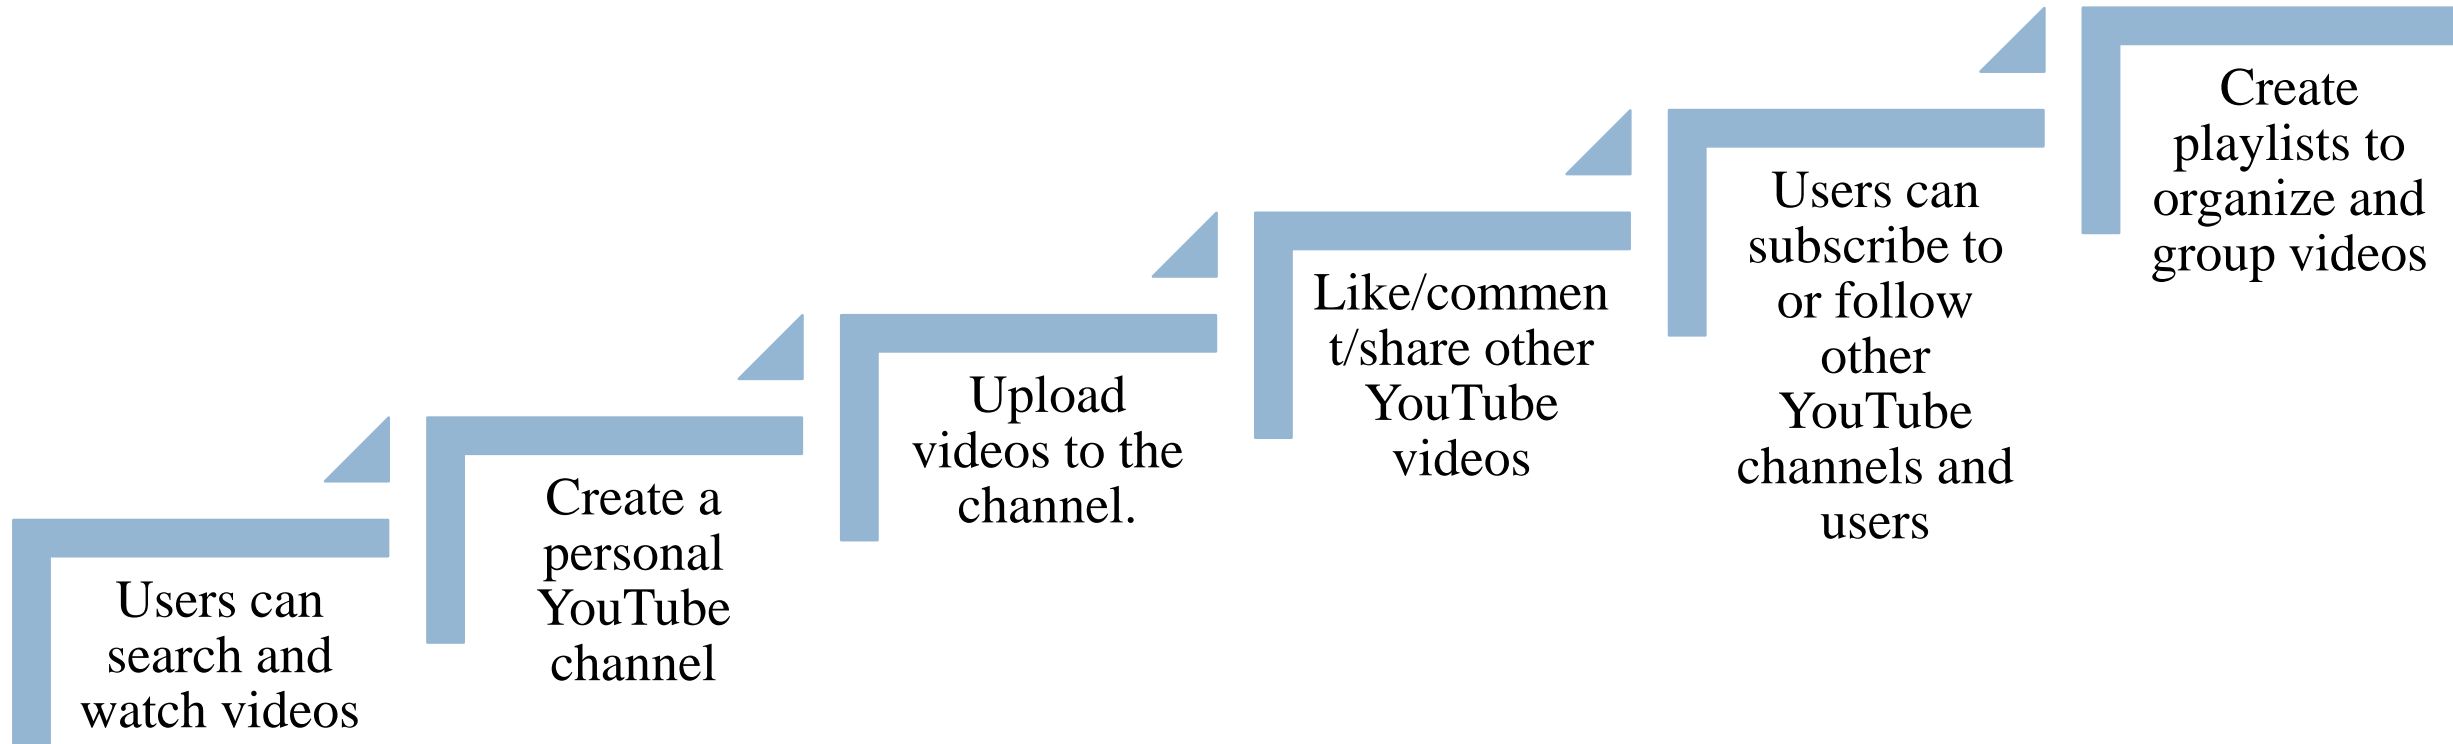 Users can
search and
watch videos
Create a
personal
YouTube
channel
Upload
videos to the
channel.
Like/commen
t/share other
YouTube
videos
Users can
subscribe to
or follow
other
YouTube
channels and
users
Create
playlists to
organize and
group videos